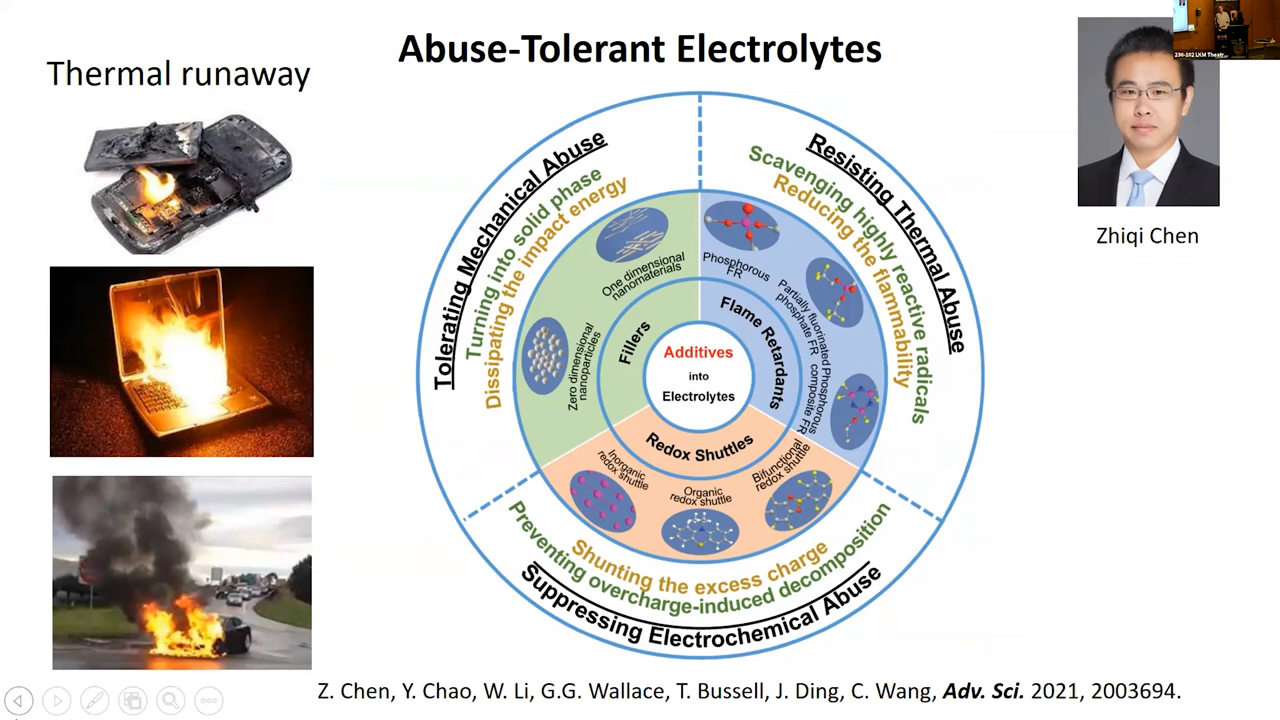 Abuse-Tolerant Electrolytes
Thermal runaway
236-102 LKM Theatr...
Zhiqi Chen
Tolerating Mechanical Abuse
Turning into solid phase
Dissipating the impact energy
Resisting Thermal Abuse
Scavenging highly reactive radicals
Reducing the flammability
One dimensional
nanomaterials
Zero dimensional
nanoparticles
Fillers
Phosphorous
FR
Partially fluorinated
phosphate FR
Phosphorous
composite FR
Flame Retardants
Additives
into
Electrolytes
Redox Shuttles
Inorganic
redox shuttle
Organic
redox shuttle
Bifunctional
redox shuttle
Shunting the excess charge
Preventing overcharge-induced decomposition
Suppressing Electrochemical Abuse
Z. Chen, Y. Chao, W. Li, G.G. Wallace, T. Bussell, J. Ding, C. Wang, Adv. Sci. 2021, 2003694.